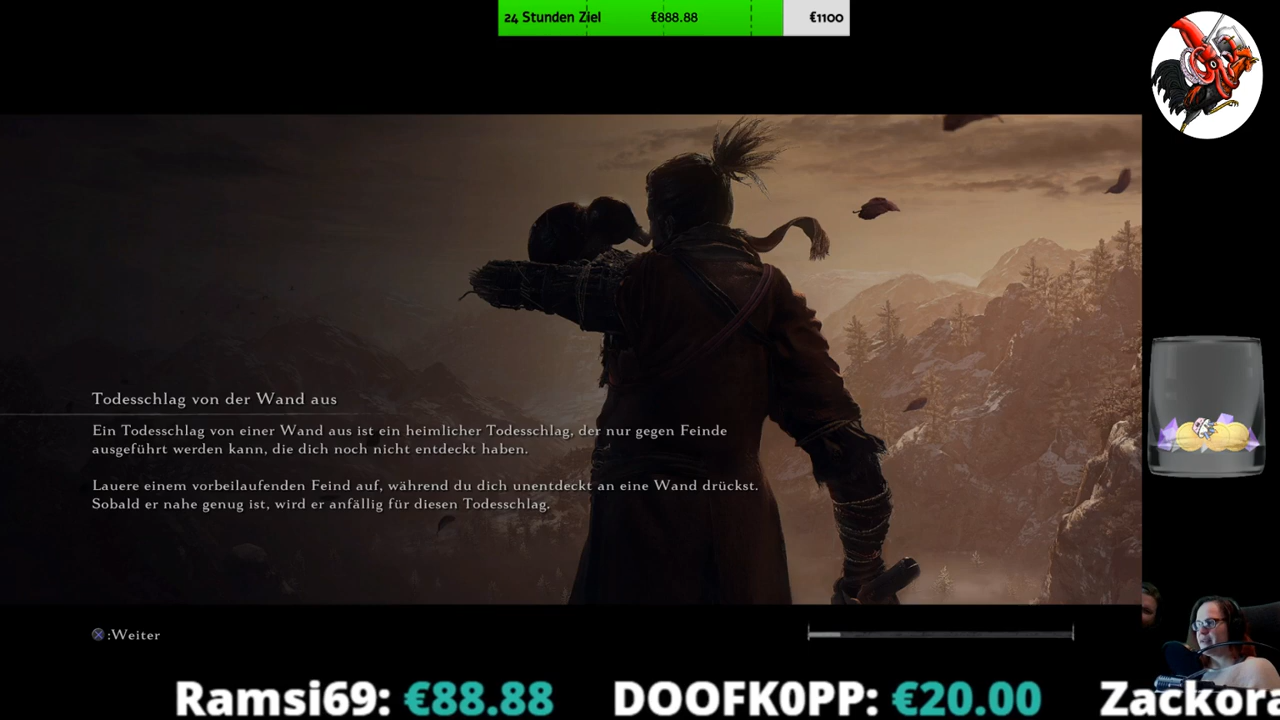 24 Stunden Ziel €888.88 €1100
Todesschlag von der Wand aus
Ein Todesschlag von einer Wand aus ist ein heimlicher Todesschlag, der nur gegen Feinde
ausgeführt werden kann, die dich noch nicht entdeckt haben.
Lauere einem vorbeilaufenden Feind auf, während du dich unentdeckt an eine Wand drückst.
Sobald er nahe genug ist, wird er anfällig für diesen Todesschlag.
:Weiter
Ramsi69: €88.88 DOOFK0PP: €20.00 Zackora